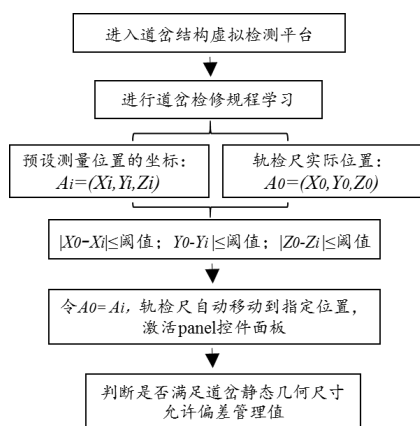 进入道岔结构虚拟检测平台
进行道岔检修规程学习
预设测量位置的坐标：
Ai=(Xi,Yi,Zi)
轨检尺实际位置：
A0=(X0,Y0,Z0)
|X0-Xi|≤阈值；Y0-Yi|≤阈值；|Z0-Zi|≤阈值
令A0=Ai，轨检尺自动移动到指定位置，
激活panel控件面板
判断是否满足道岔静态几何尺寸
允许偏差管理值